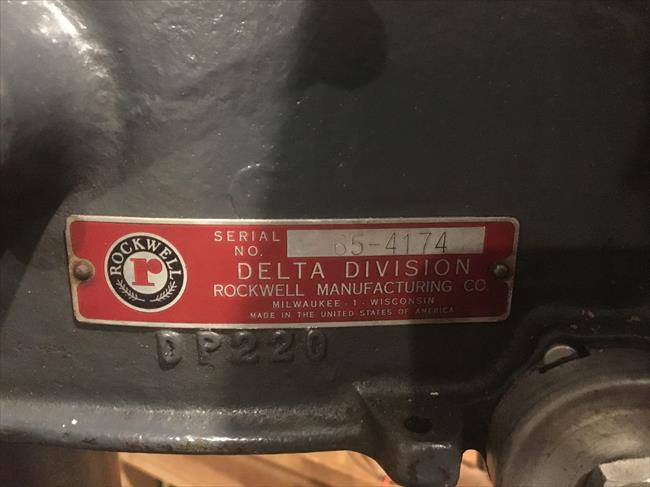 ROCKWELL
r
SERIAL NO. 65-4174
DELTA DIVISION
ROCKWELL MANUFACTURING CO.
MILWAUKEE - 1 - WISCONSIN
MADE IN THE UNITED STATES OF AMERICA
DP220